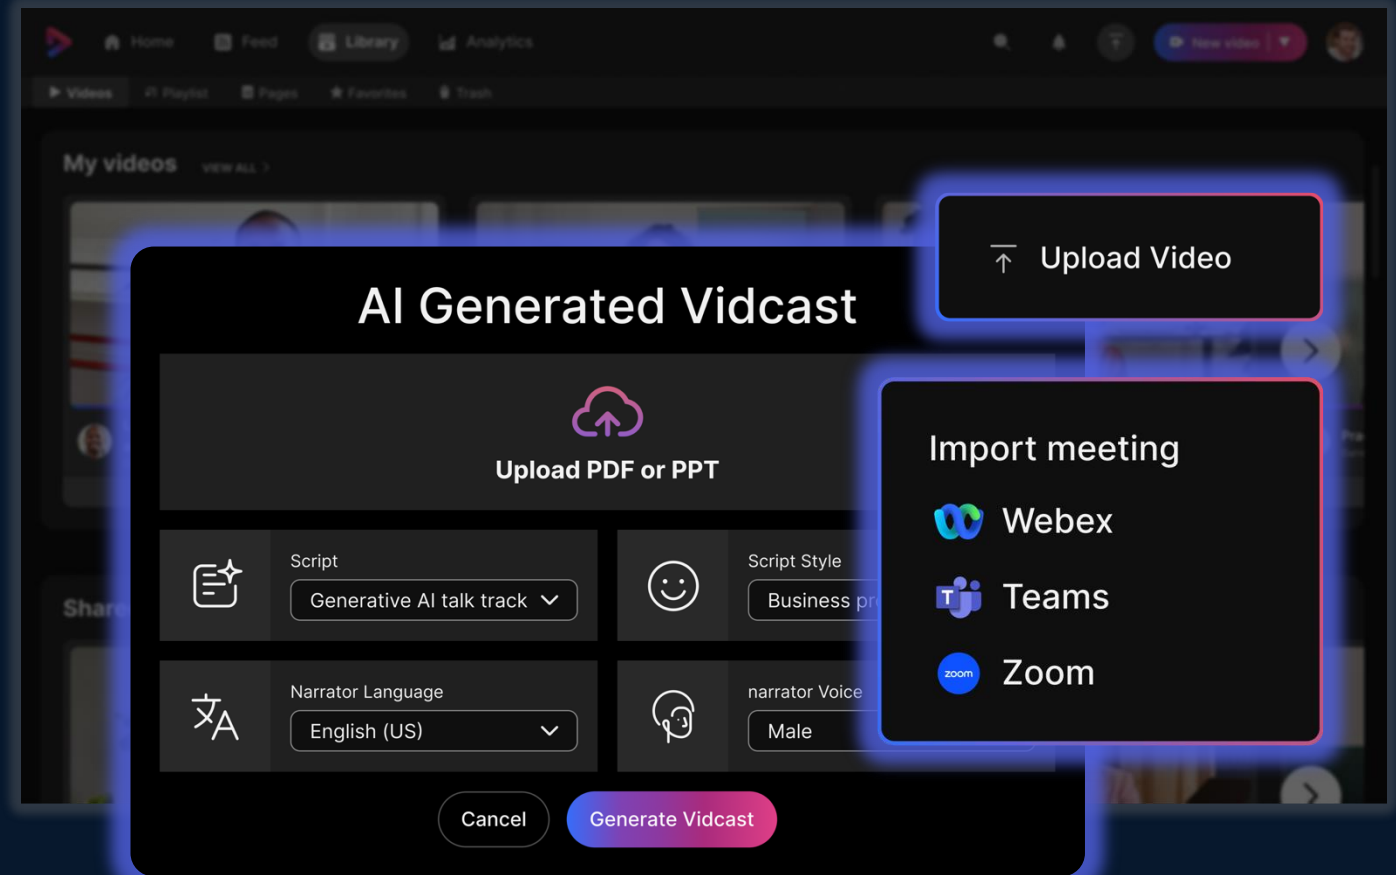 Home
Feed
Library
Analytics
New video
Videos
Playlist
Pages
Favorites
Trash
My videos
VIEW ALL >
Upload Video
AI Generated Vidcast
Upload PDF or PPT
Import meeting
Webex
Teams
Zoom
zoom
Script
Generative AI talk track
Script Style
Business
Narrator Language
English (US)
narrator Voice
Male
Cancel
Generate Vidcast